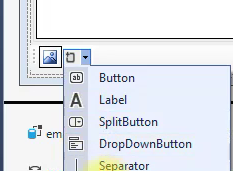 Button
A Label
SplitButton
DropDownButton
Separator
em